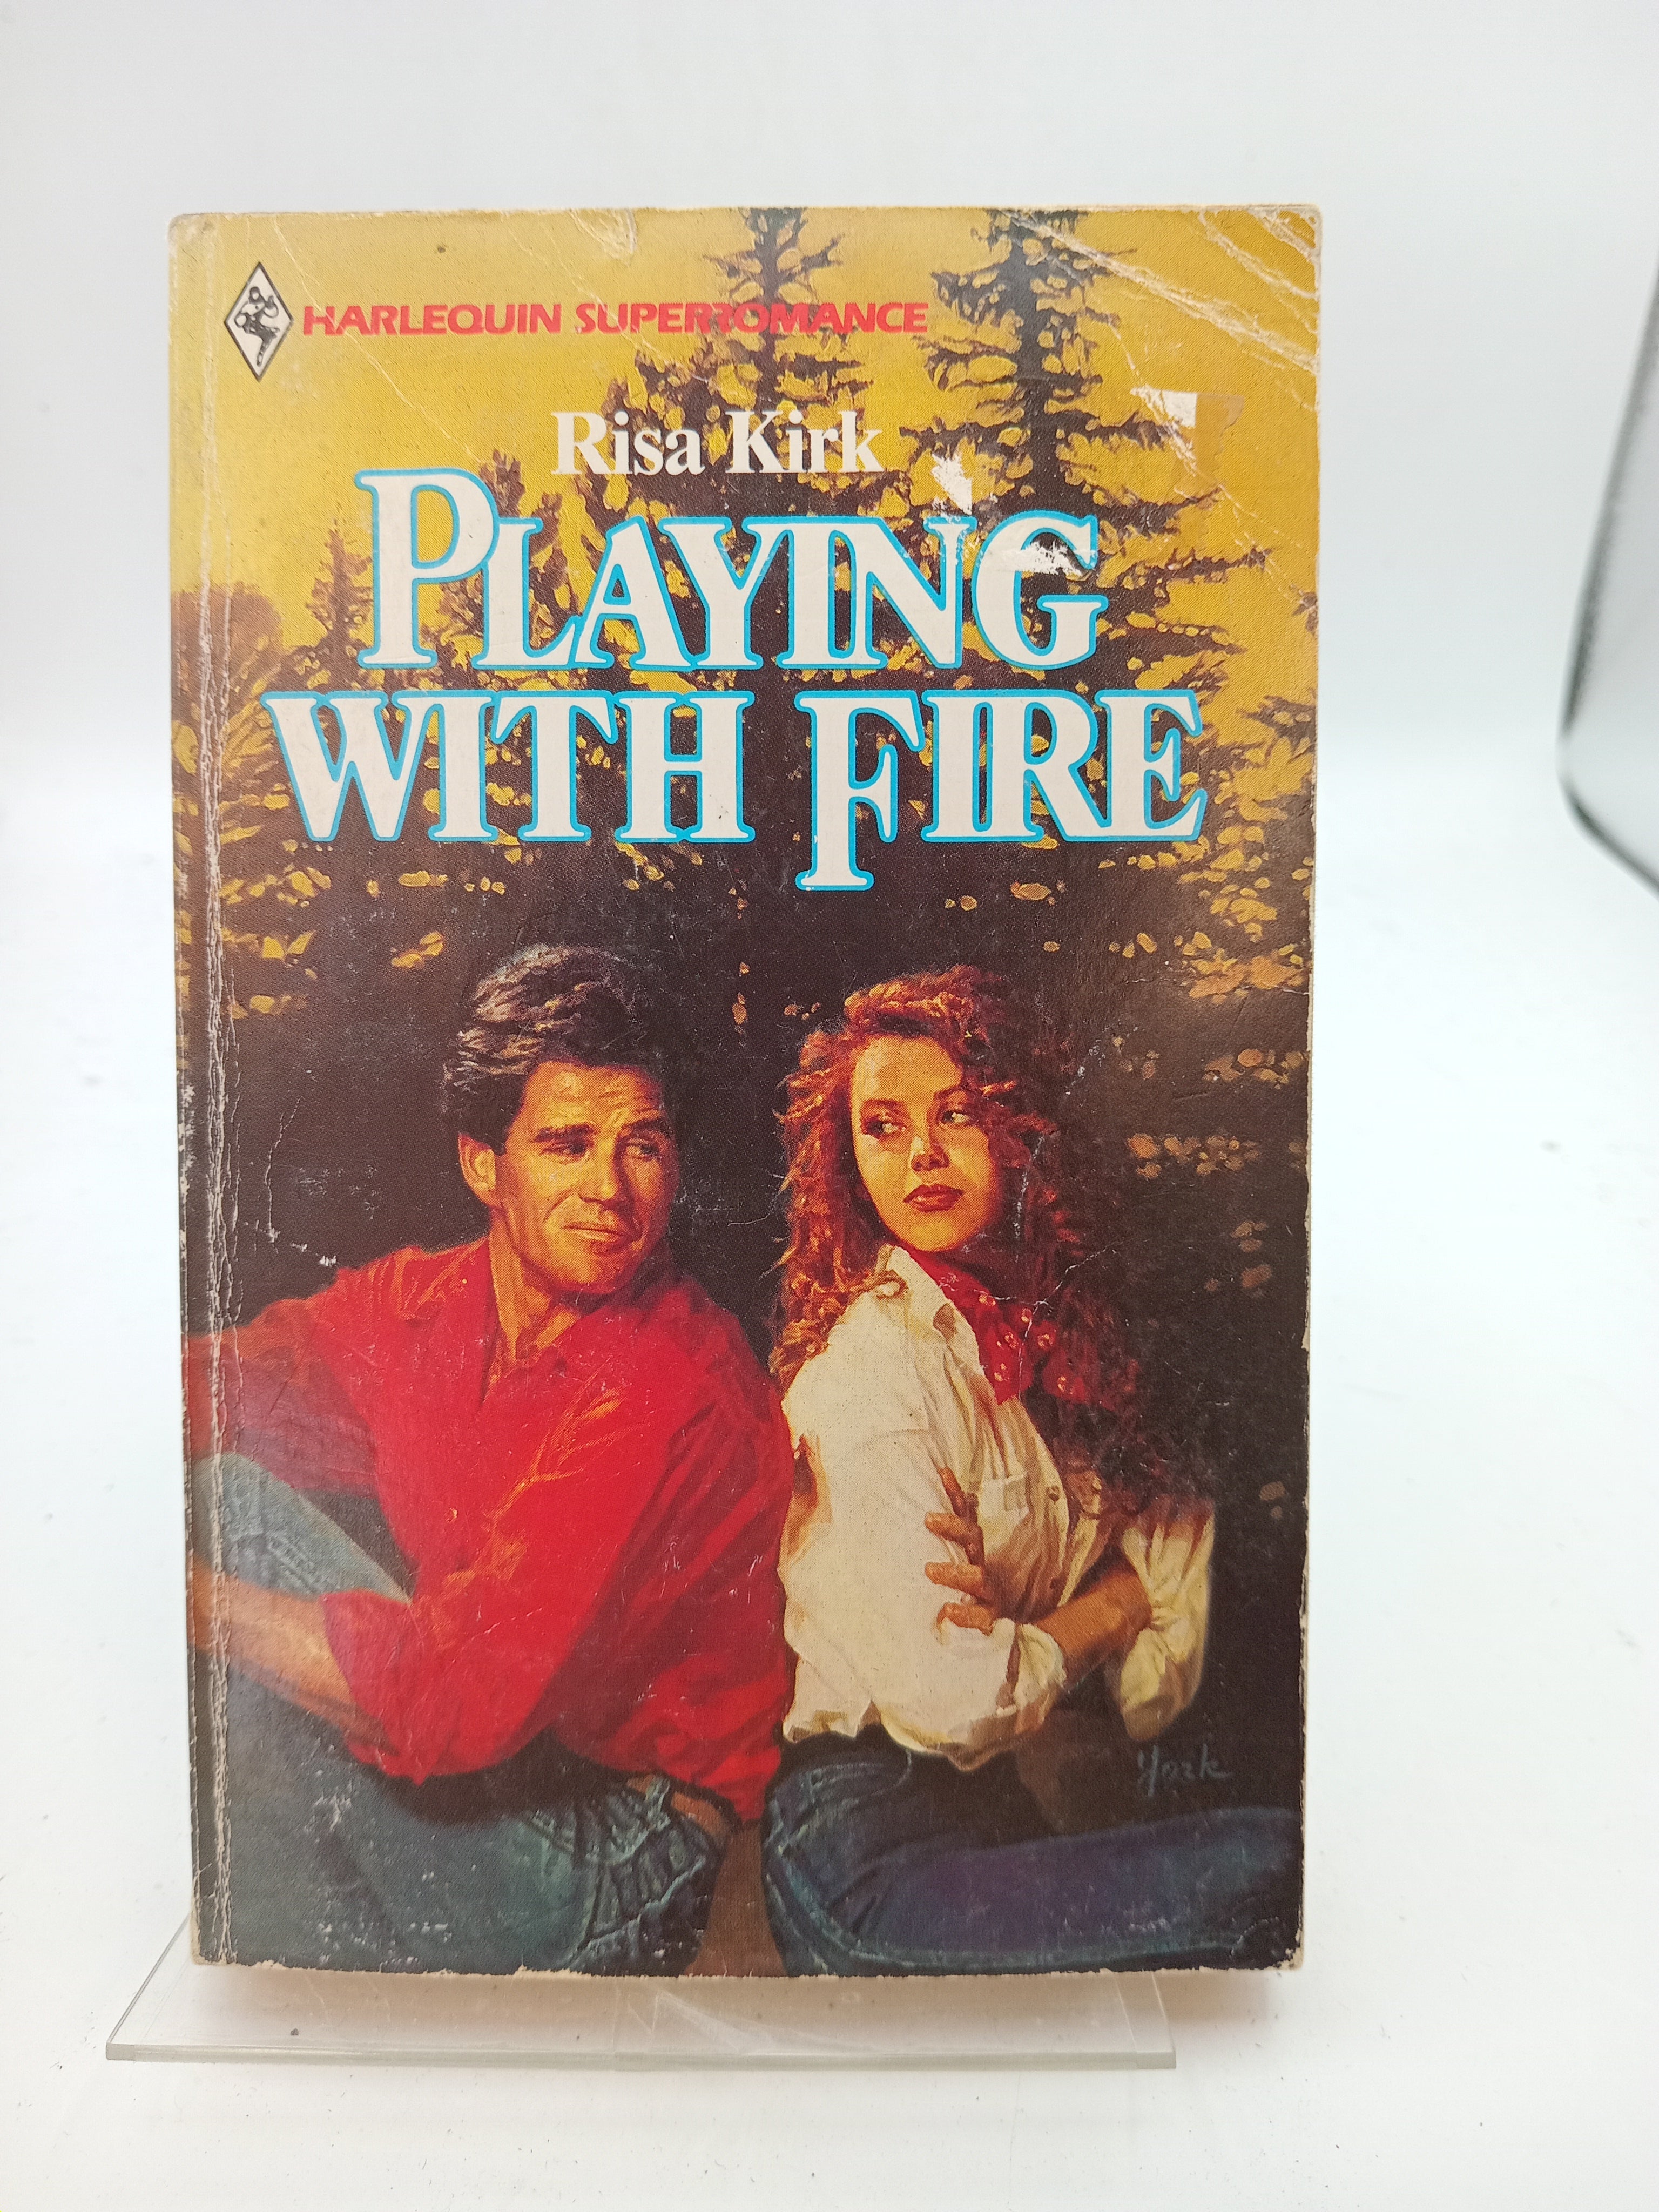 HARLEQUIN SUPERROMANCE
Risa Kirk
PLAYING
WITH FIRE
York